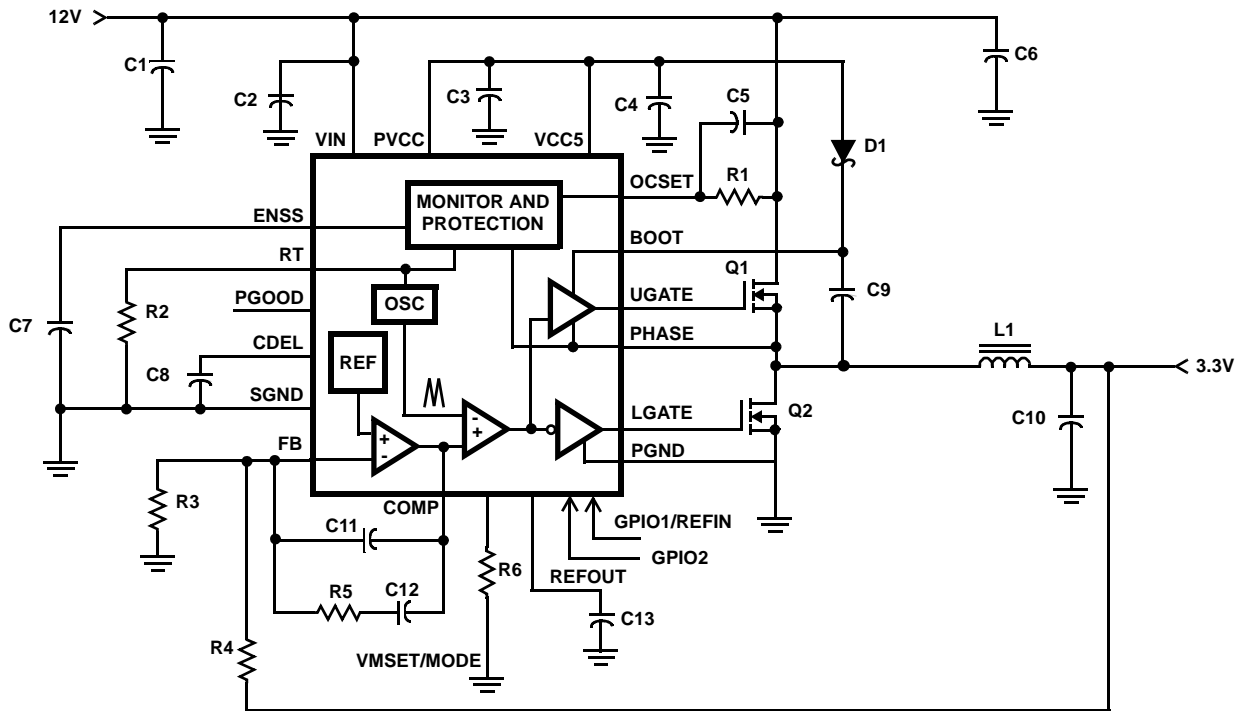 12V
C1
C2
C3
C4
C5
C6
VIN
PVCC
VCC5
D1
OCSET
R1
MONITOR AND
PROTECTION
ENSS
BOOT
RT
Q1
C9
R2
OSC
UGATE
PGOOD
C7
L1
PHASE
CDEL
REF
3.3V
C8
SGND
LGATE
Q2
C10
-
+
FB
+
-
PGND
R3
COMP
GPIO1/REFIN
C11
GPIO2
R6
REFOUT
R5
C12
C13
R4
VMSET/MODE